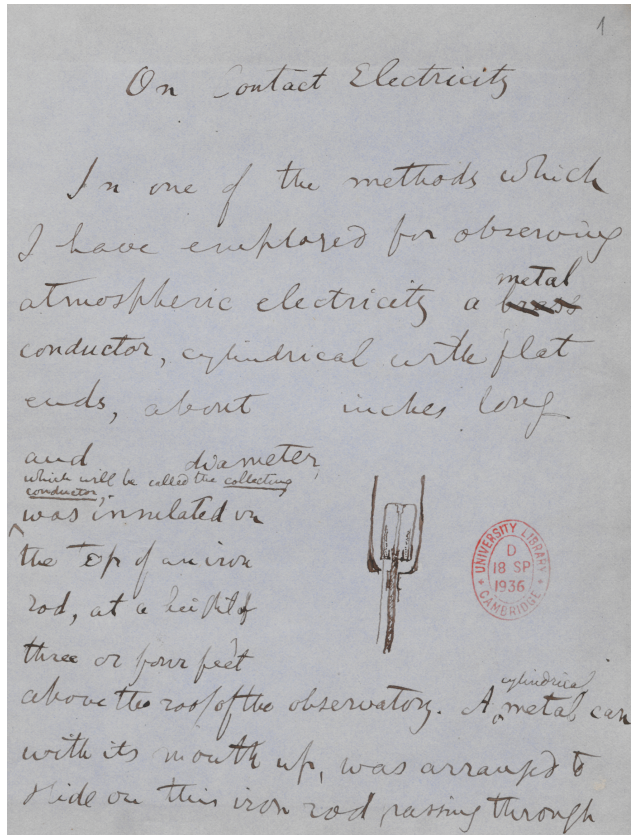 1
On Contact Electricity
In one of the methods which
I have employed for observing
atmospheric electricity a brass metal
conductor, cylindrical with flat
ends, about inches long
and diameter,
which will be called the collecting
conductor,
was insulated on
the top of an iron
rod, at a height of
three or four feet
above the roof of the observatory. A cylindrical metal can
with its mouth up, was arranged to
slide on this iron rod passing through
UNIVERSITY LIBRARY
D
18 SP
1936
CAMBRIDGE